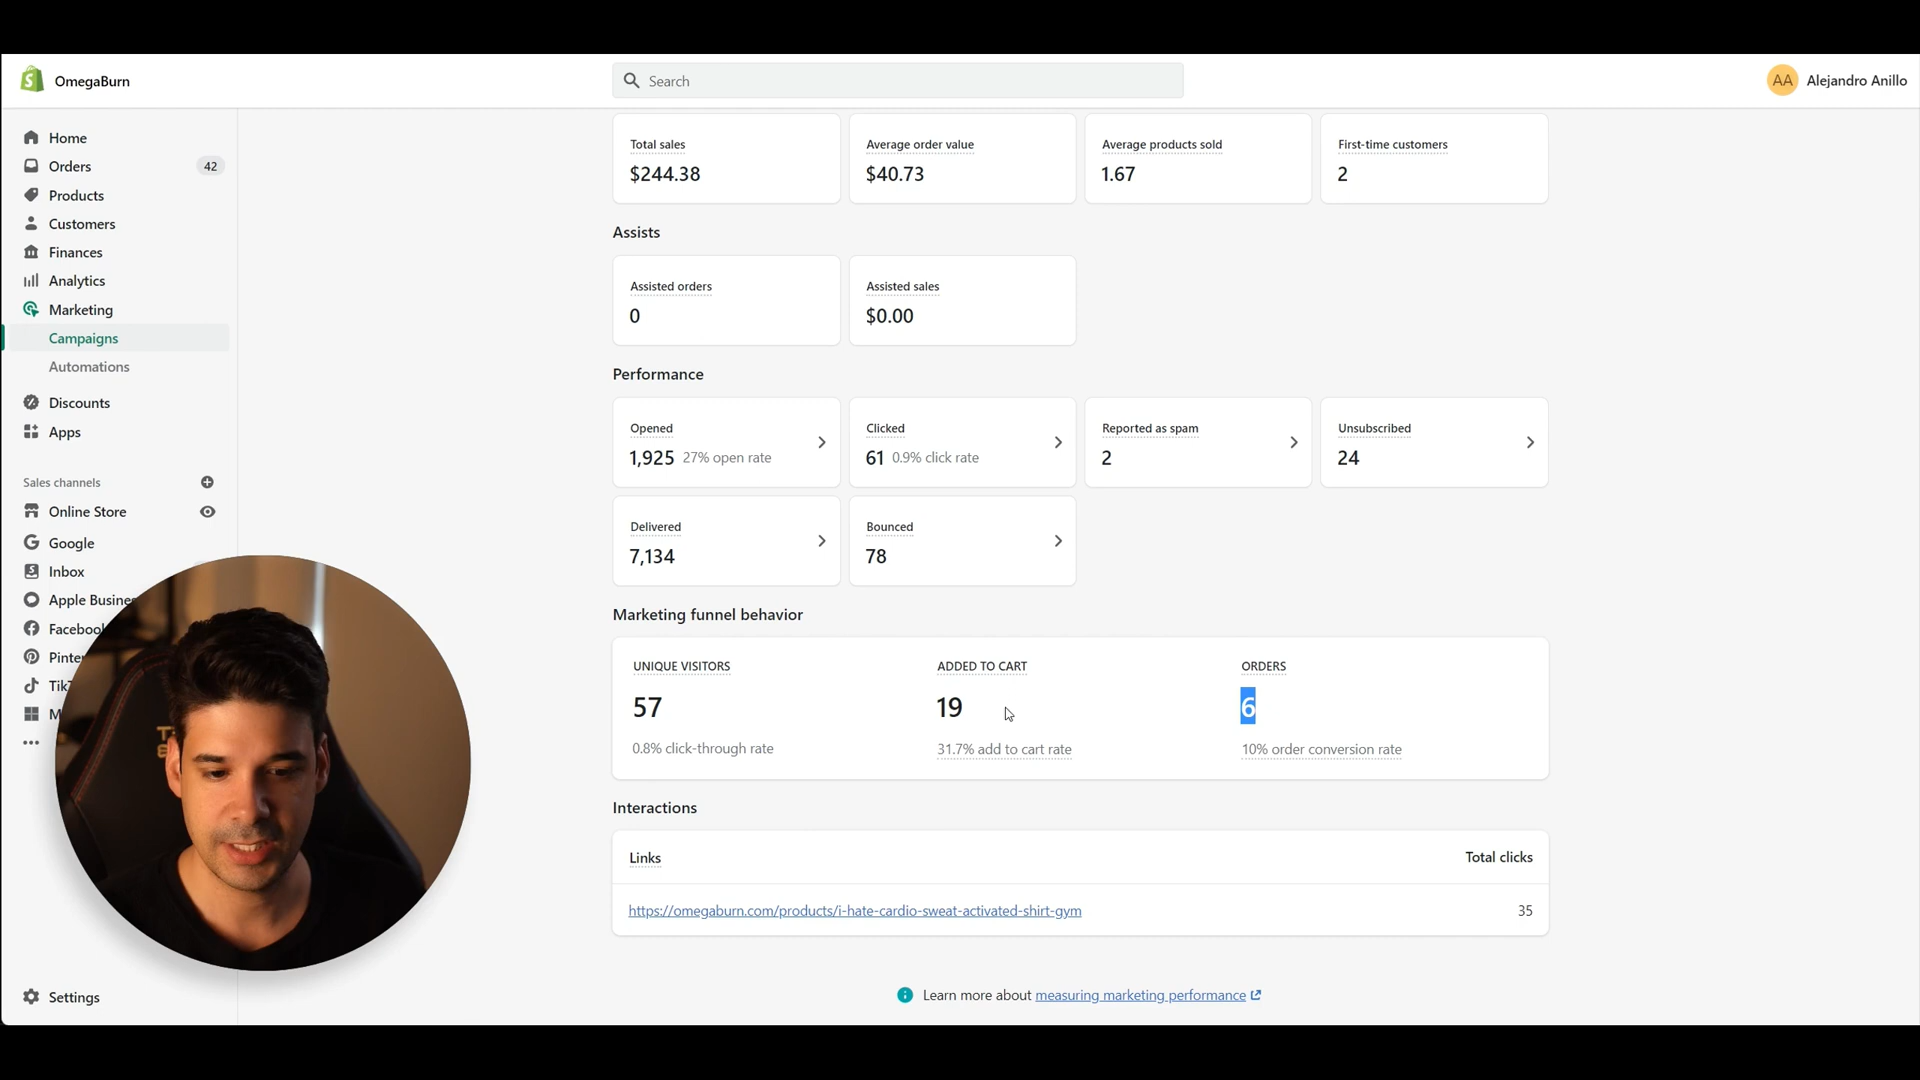 OmegaBurn
Search
AA Alejandro Anillo
Home
Orders 42
Products
Customers
Finances
Analytics
Marketing
Campaigns
Automations
Discounts
Apps
Sales channels
Online Store
Google
Inbox
Apple Busines
Facebook
Pinter
TikT
M
Settings
Total sales
$244.38
Average order value
$40.73
Average products sold
1.67
First-time customers
2
Assists
Assisted orders
0
Assisted sales
$0.00
Performance
Opened
1,925 27% open rate
Clicked
61 0.9% click rate
Reported as spam
2
Unsubscribed
24
Delivered
7,134
Bounced
78
Marketing funnel behavior
UNIQUE VISITORS
57
0.8% click-through rate
ADDED TO CART
19
31.7% add to cart rate
ORDERS
6
10% order conversion rate
Interactions
Links Total clicks
https://omegaburn.com/products/i-hate-cardio-sweat-activated-shirt-gym 35
Learn more about measuring marketing performance